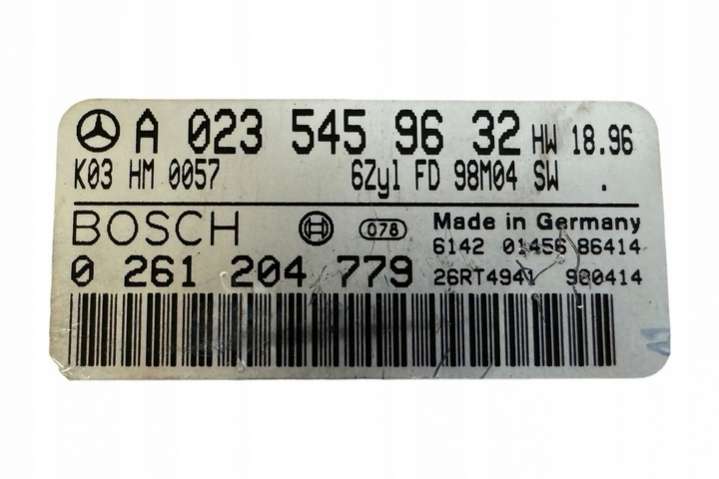 A 023 545 96 32 HW 18.96
K03 HM 0057 6Zyl FD 98M04 SW .
BOSCH 078 Made in Germany
6142 01456 86414
0 261 204 779 26RT4941 980414